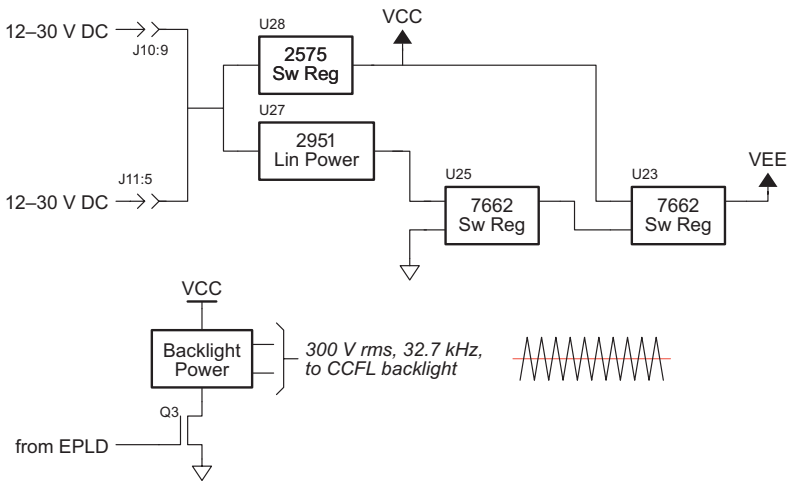 12–30 V DC
J10:9
U28
2575
Sw Reg
VCC
U27
2951
Lin Power
J11:5
12–30 V DC
U25
7662
Sw Reg
U23
7662
Sw Reg
VEE
VCC
Backlight
Power
300 V rms, 32.7 kHz,
to CCFL backlight
Q3
from EPLD